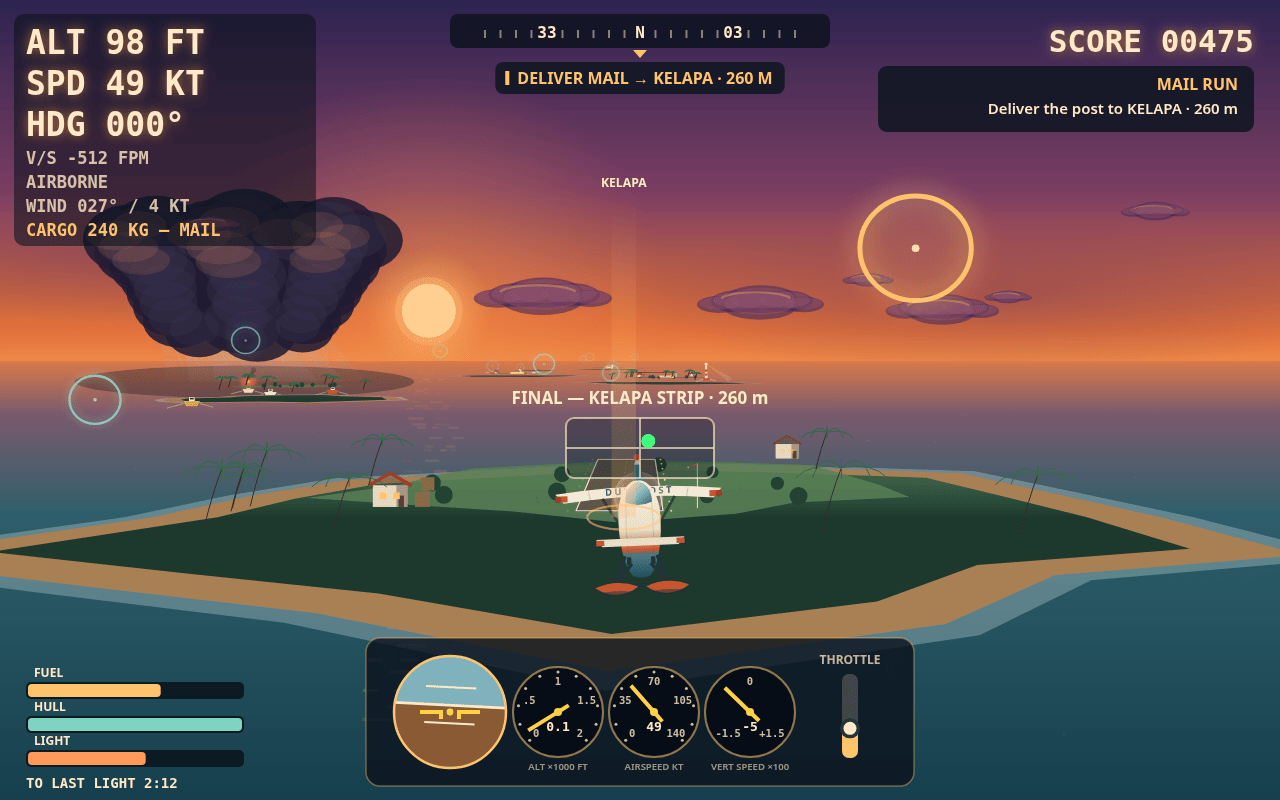 ALT 98 FT
SPD 49 KT
HDG 000°
V/S -512 FPM
AIRBORNE
WIND 027° / 4 KT
CARGO 240 KG — MAIL
33 N 03
DELIVER MAIL → KELAPA · 260 M
SCORE 00475
MAIL RUN
Deliver the post to KELAPA · 260 m
KELAPA
FINAL — KELAPA STRIP · 260 m
FUEL
HULL
LIGHT
TO LAST LIGHT 2:12
0 .5 1 1.5 2
0.1
ALT ×1000 FT
0 35 70 105 140
49
AIRSPEED KT
-1.5 0 +1.5
-5
VERT SPEED ×100
THROTTLE